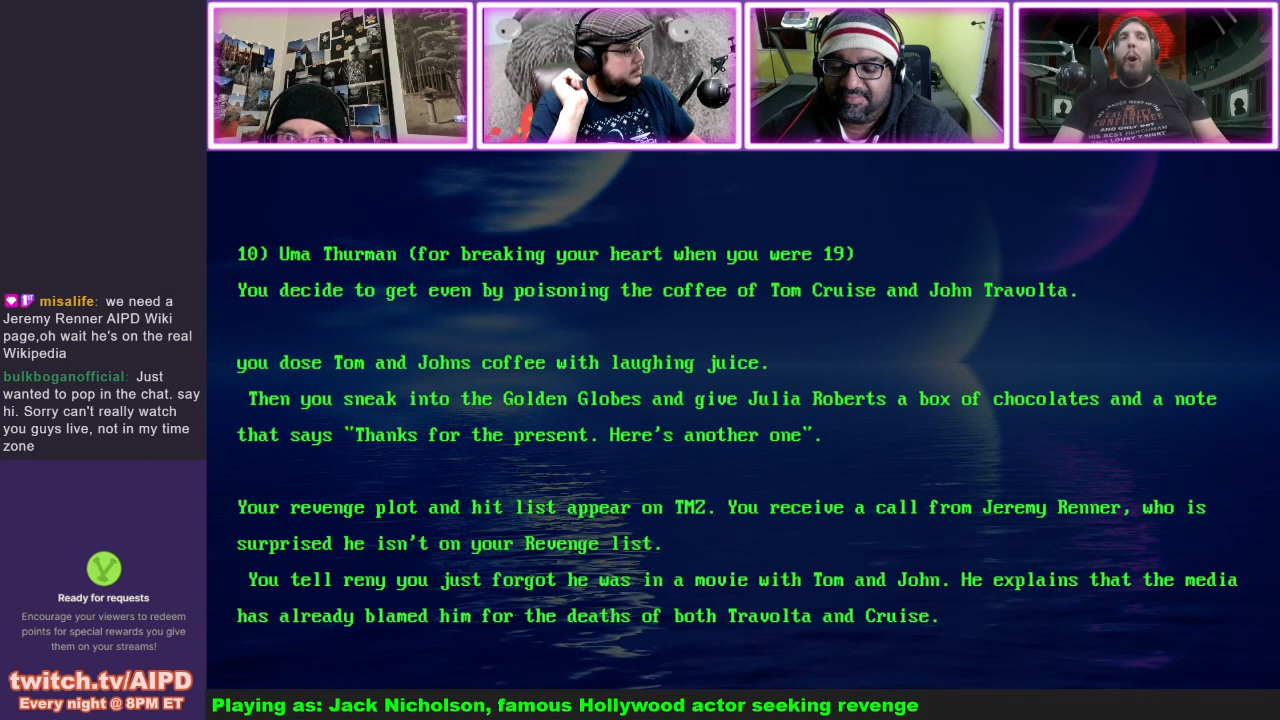 10) Uma Thurman (for breaking your heart when you were 19)
You decide to get even by poisoning the coffee of Tom Cruise and John Travolta.
you dose Tom and Johns coffee with laughing juice.
Then you sneak into the Golden Globes and give Julia Roberts a box of chocolates and a note
that says "Thanks for the present. Here's another one".
Your revenge plot and hit list appear on TMZ. You receive a call from Jeremy Renner, who is
surprised he isn't on your Revenge list.
You tell reny you just forgot he was in a movie with Tom and John. He explains that the media
has already blamed him for the deaths of both Travolta and Cruise.
misalife: we need a
Jeremy Renner AIPD Wiki
page,oh wait he's on the real
Wikipedia
bulkboganofficial: Just
wanted to pop in the chat. say
hi. Sorry can't really watch
you guys live, not in my time
zone
Ready for requests
Encourage your viewers to redeem
points for special rewards you give
them on your streams!
twitch.tv/AIPD
Every night @ 8PM ET
Playing as: Jack Nicholson, famous Hollywood actor seeking revenge
CONFERENCE
AND ONLY GOT
HIS BEST HENCHMAN